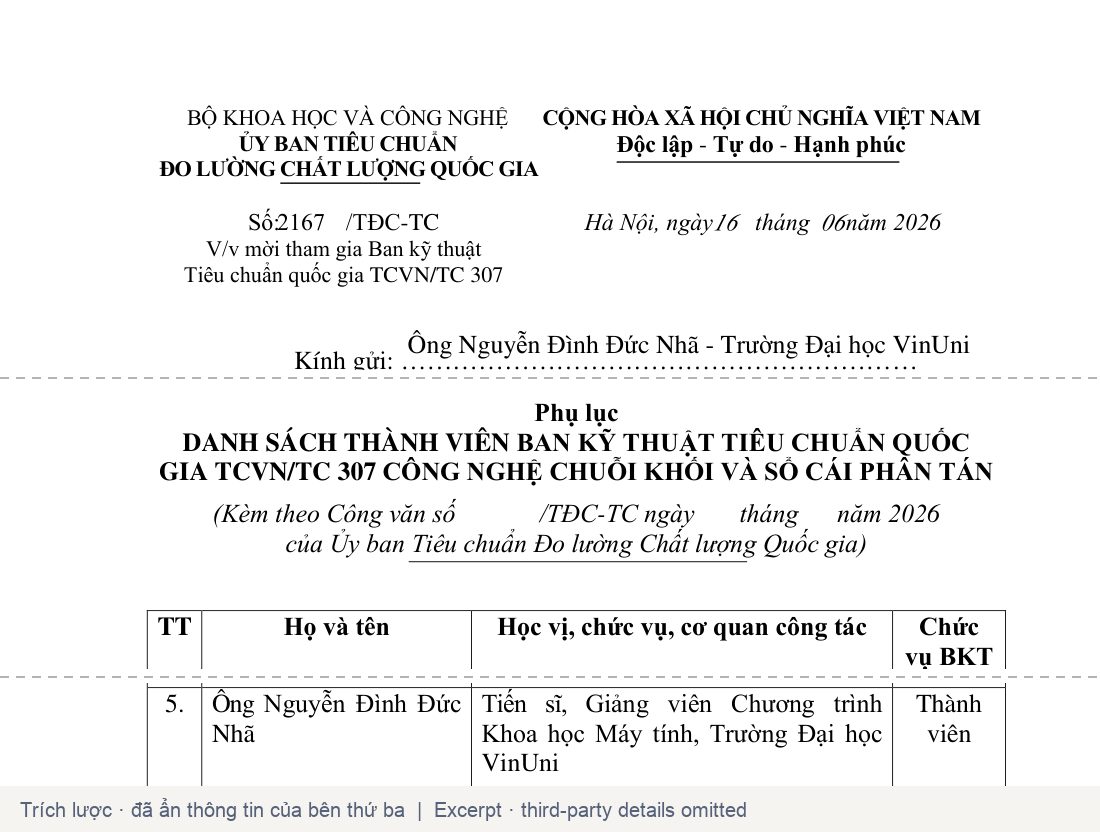 BỘ KHOA HỌC VÀ CÔNG NGHỆ
ỦY BAN TIÊU CHUẨN
ĐO LƯỜNG CHẤT LƯỢNG QUỐC GIA
CỘNG HÒA XÃ HỘI CHỦ NGHĨA VIỆT NAM
Độc lập - Tự do - Hạnh phúc
Số:2167 /TĐC-TC
V/v mời tham gia Ban kỹ thuật
Tiêu chuẩn quốc gia TCVN/TC 307
Hà Nội, ngày 16 tháng 06 năm 2026
Kính gửi: Ông Nguyễn Đình Đức Nhã - Trường Đại học VinUni
Phụ lục
DANH SÁCH THÀNH VIÊN BAN KỸ THUẬT TIÊU CHUẨN QUỐC
GIA TCVN/TC 307 CÔNG NGHỆ CHUỖI KHỐI VÀ SỔ CÁI PHÂN TÁN
(Kèm theo Công văn số /TĐC-TC ngày tháng năm 2026
của Ủy ban Tiêu chuẩn Đo lường Chất lượng Quốc gia)
TT
Họ và tên
Học vị, chức vụ, cơ quan công tác
Chức
vụ BKT
5.
Ông Nguyễn Đình Đức
Nhã
Tiến sĩ, Giảng viên Chương trình
Khoa học Máy tính, Trường Đại học
VinUni
Thành
viên
Trích lược · đã ẩn thông tin của bên thứ ba | Excerpt · third-party details omitted